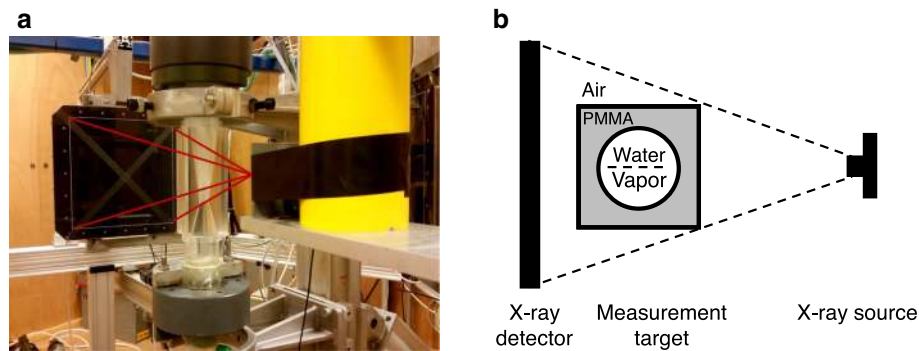 a
b
Air
PMMA
Water
Vapor
X-ray
detector
Measurement
target
X-ray source